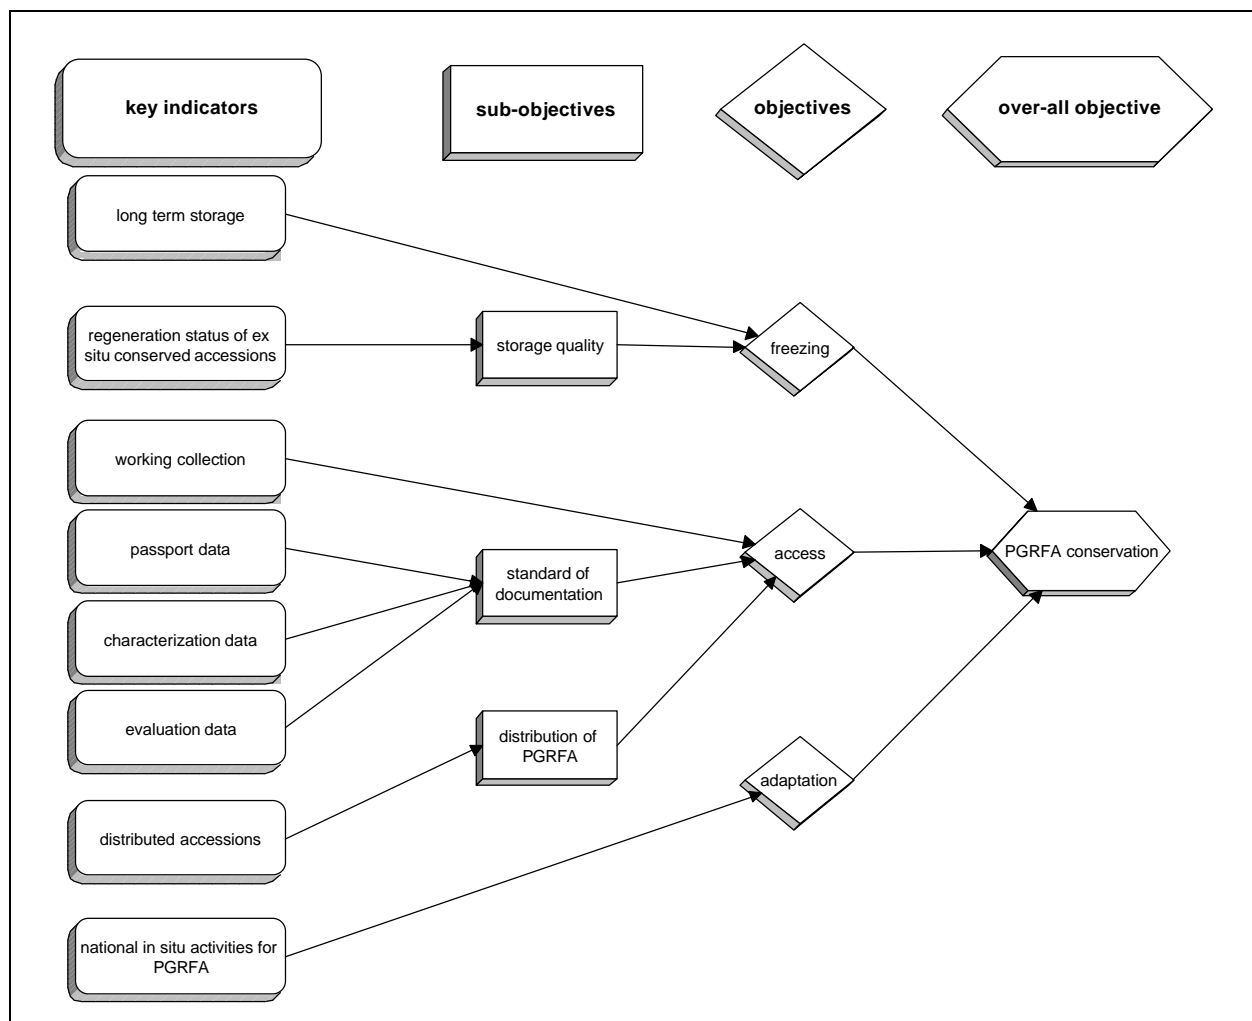 key indicators
sub-objectives
objectives
over-all objective
long term storage
regeneration status of ex
situ conserved accessions
storage quality
freezing
working collection
passport data
standard of
documentation
access
PGRFA conservation
characterization data
evaluation data
distribution of
PGRFA
adaptation
distributed accessions
national in situ activities for
PGRFA